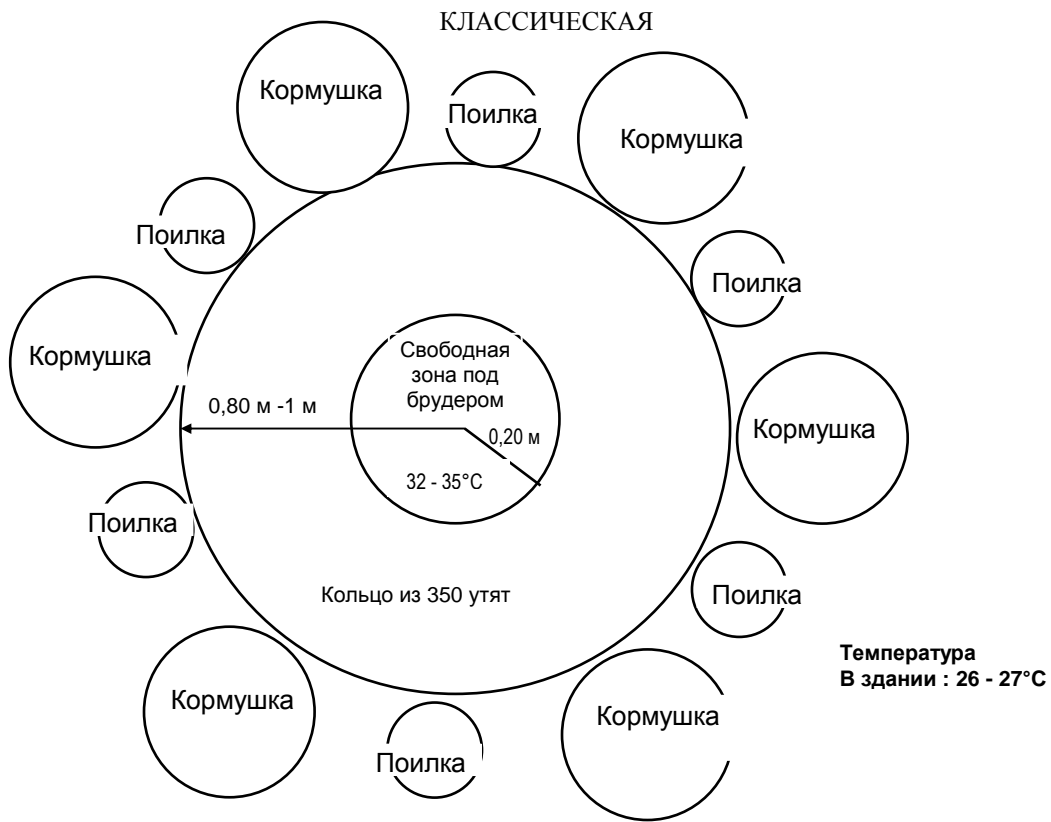 КЛАССИЧЕСКАЯ
Кормушка
Поилка
Кормушка
Поилка
Поилка
Кормушка
Свободная
зона под
брудером
0,80 м -1 м
0,20 м
Кормушка
32 - 35°C
Поилка
Кольцо из 350 утят
Поилка
Температура
В здании : 26 - 27°C
Кормушка
Кормушка
Поилка